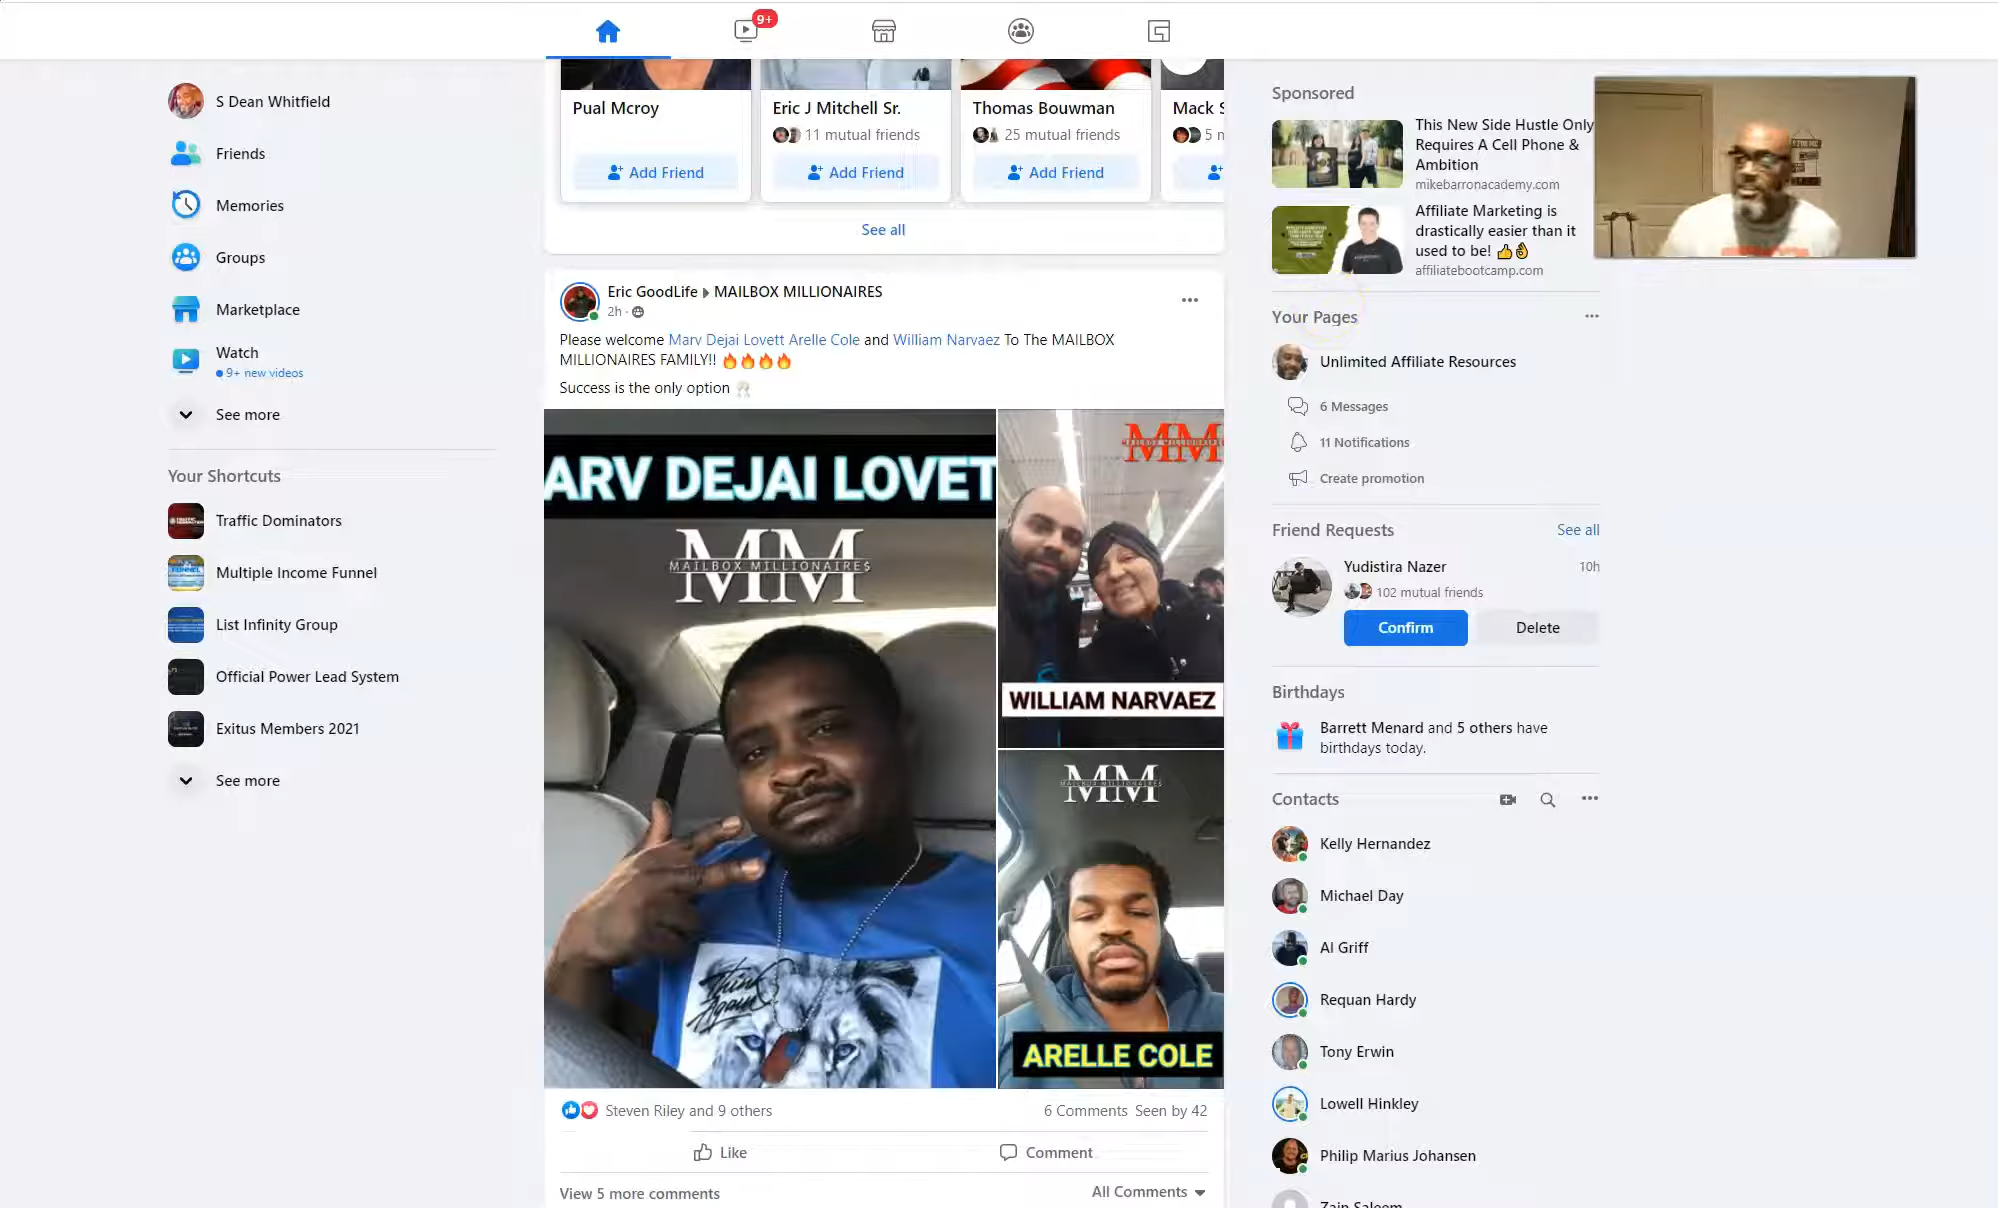 9+
S Dean Whitfield
Friends
Memories
Groups
Marketplace
Watch
9+ new videos
See more
Your Shortcuts
Traffic Dominators
Multiple Income Funnel
List Infinity Group
Official Power Lead System
Exitus Members 2021
See more
Pual Mcroy
Add Friend
Eric J Mitchell Sr.
11 mutual friends
Add Friend
Thomas Bouwman
25 mutual friends
Add Friend
Mack S
5 m
See all
Eric GoodLife ▸ MAILBOX MILLIONAIRES
2h ·
Please welcome Marv Dejai Lovett Arelle Cole and William Narvaez To The MAILBOX
MILLIONAIRES FAMILY!! 🔥🔥🔥🔥
Success is the only option 🥂
ARV DEJAI LOVET
MM
MAILBOX MILLIONAIRES
Think
Again
MM
MAILBOX MILLIONAIRES
WILLIAM NARVAEZ
MM
MAILBOX MILLIONAIRES
ARELLE COLE
Steven Riley and 9 others
6 Comments Seen by 42
Like
Comment
View 5 more comments
All Comments
Sponsored
This New Side Hustle Only
Requires A Cell Phone &
Ambition
mikebarronacademy.com
Affiliate Marketing is
drastically easier than it
used to be! 👍👌
affiliatebootcamp.com
Your Pages
Unlimited Affiliate Resources
6 Messages
11 Notifications
Create promotion
Friend Requests
See all
Yudistira Nazer
10h
102 mutual friends
Confirm
Delete
Birthdays
Barrett Menard and 5 others have
birthdays today.
Contacts
Kelly Hernandez
Michael Day
Al Griff
Requan Hardy
Tony Erwin
Lowell Hinkley
Philip Marius Johansen
Zain Saleem